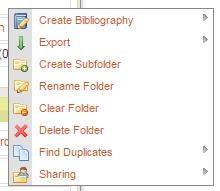 Create Bibliography
Export
Create Subfolder
Rename Folder
Clear Folder
Delete Folder
Find Duplicates
Sharing